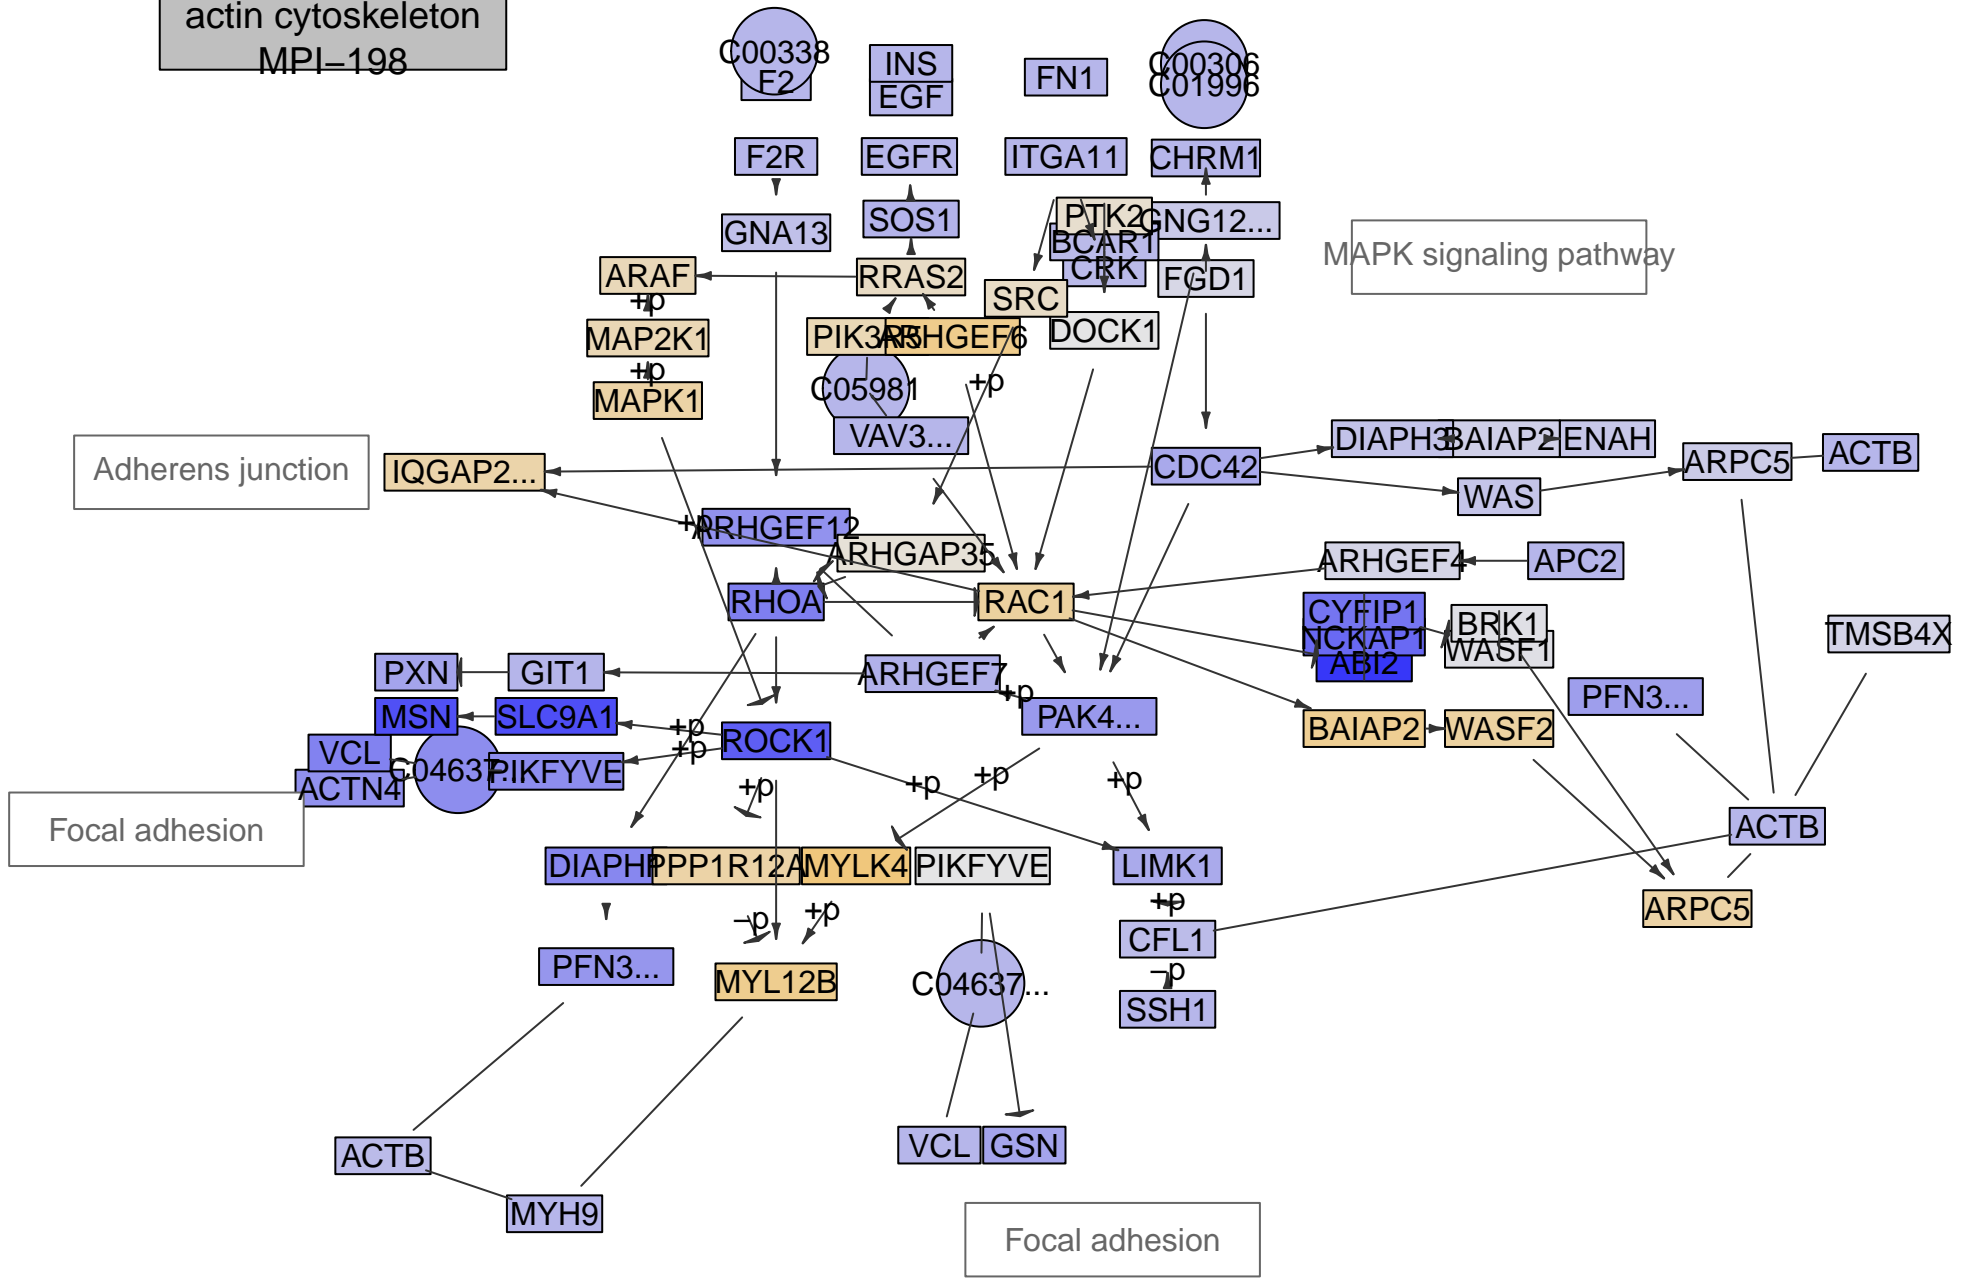 actin cytoskeleton
MPI−198
C00338
F2
INS
EGF
FN1
C00306
C01996
F2R
EGFR
ITGA11
CHRM1
GNA13
SOS1
PTK2
GNG12...
BCAR1
CRK
MAPK signaling pathway
ARAF
RRAS2
SRC
FGD1
+p
MAP2K1
ARHGEF6
DOCK1
+p
MAPK1
C05981
+p
VAV3...
DIAPH3
BAIAP2
ENAH
ARPC5
ACTB
Adherens junction
IQGAP2...
CDC42
WAS
+p
ARHGEF12
ARHGAP35
ARHGEF4
APC2
RHOA
RAC1
CYFIP1
NCKAP1
ABI2
BRK1
WASF1
TMSB4X
PXN
GIT1
ARHGEF7
+p
PFN3...
MSN
SLC9A1
+p
PAK4...
BAIAP2
WASF2
VCL
ACTN4
C04637...
PIKFYVE
+p
ROCK1
+p
+p
+p
+p
Focal adhesion
ACTB
PPP1R12A
MYLK4
PIKFYVE
LIMK1
+p
ARPC5
−p
+p
CFL1
PFN3...
MYL12B
C04637...
−p
SSH1
ACTB
VCL
GSN
MYH9
Focal adhesion